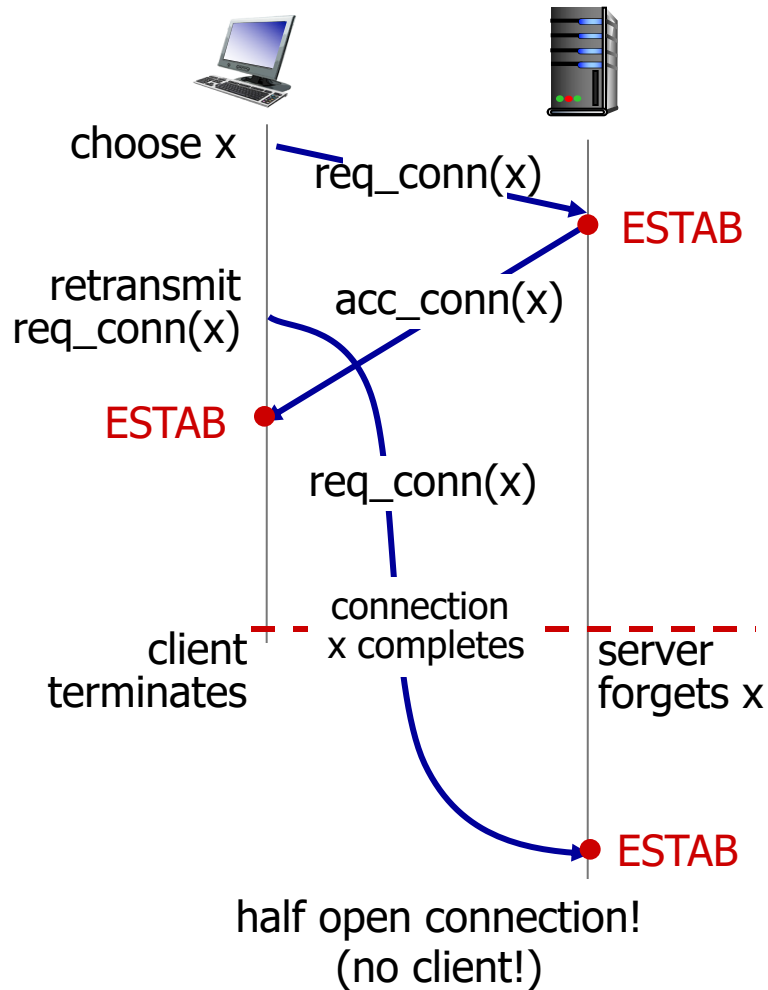 choose x
req_conn(x)
ESTAB
retransmit
req_conn(x)
acc_conn(x)
ESTAB
req_conn(x)
connection
x completes
client
terminates
server
forgets x
ESTAB
half open connection!
(no client!)